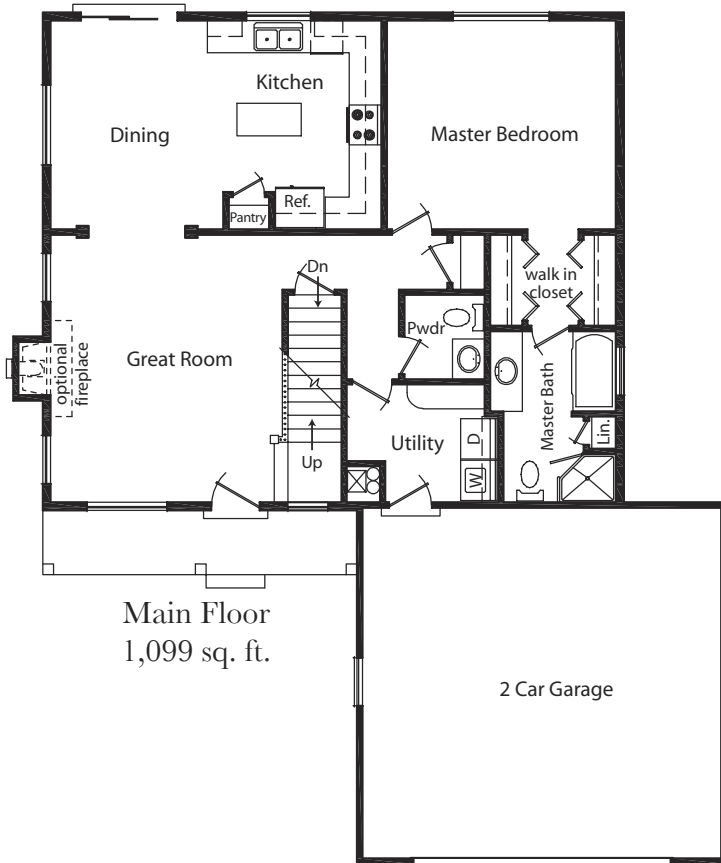 Kitchen
Dining
Master Bedroom
Ref.
Pantry
Dn
walk in
closet
Pwdr
optional
fireplace
Great Room
Master Bath
Lin.
Utility
D
W
Up
Main Floor
1,099 sq. ft.
2 Car Garage